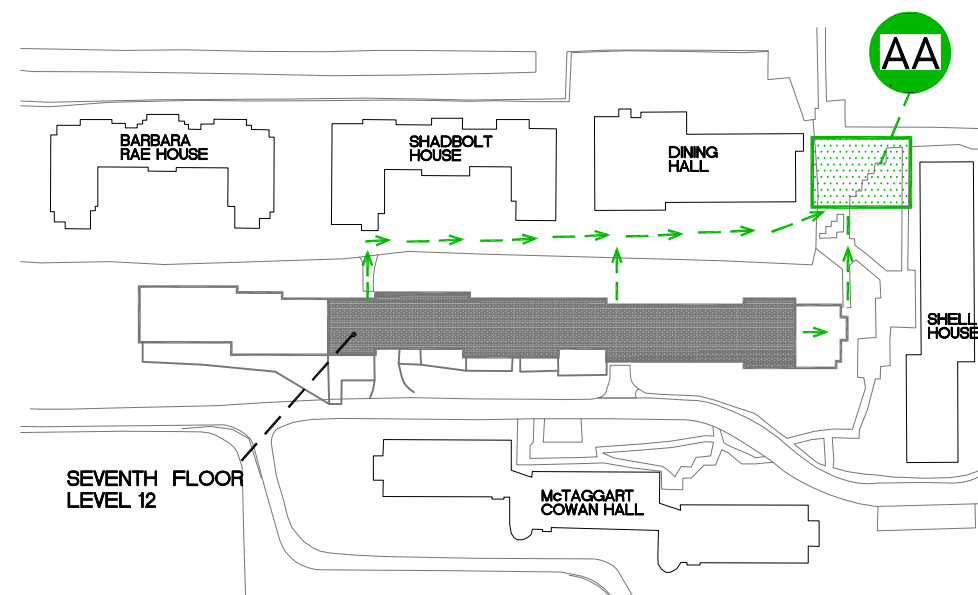 AA
BARBARA
RAE HOUSE
SHADBOLT
HOUSE
DINING
HALL
SHELL
HOUSE
SEVENTH FLOOR
LEVEL 12
McTAGGART
COWAN HALL